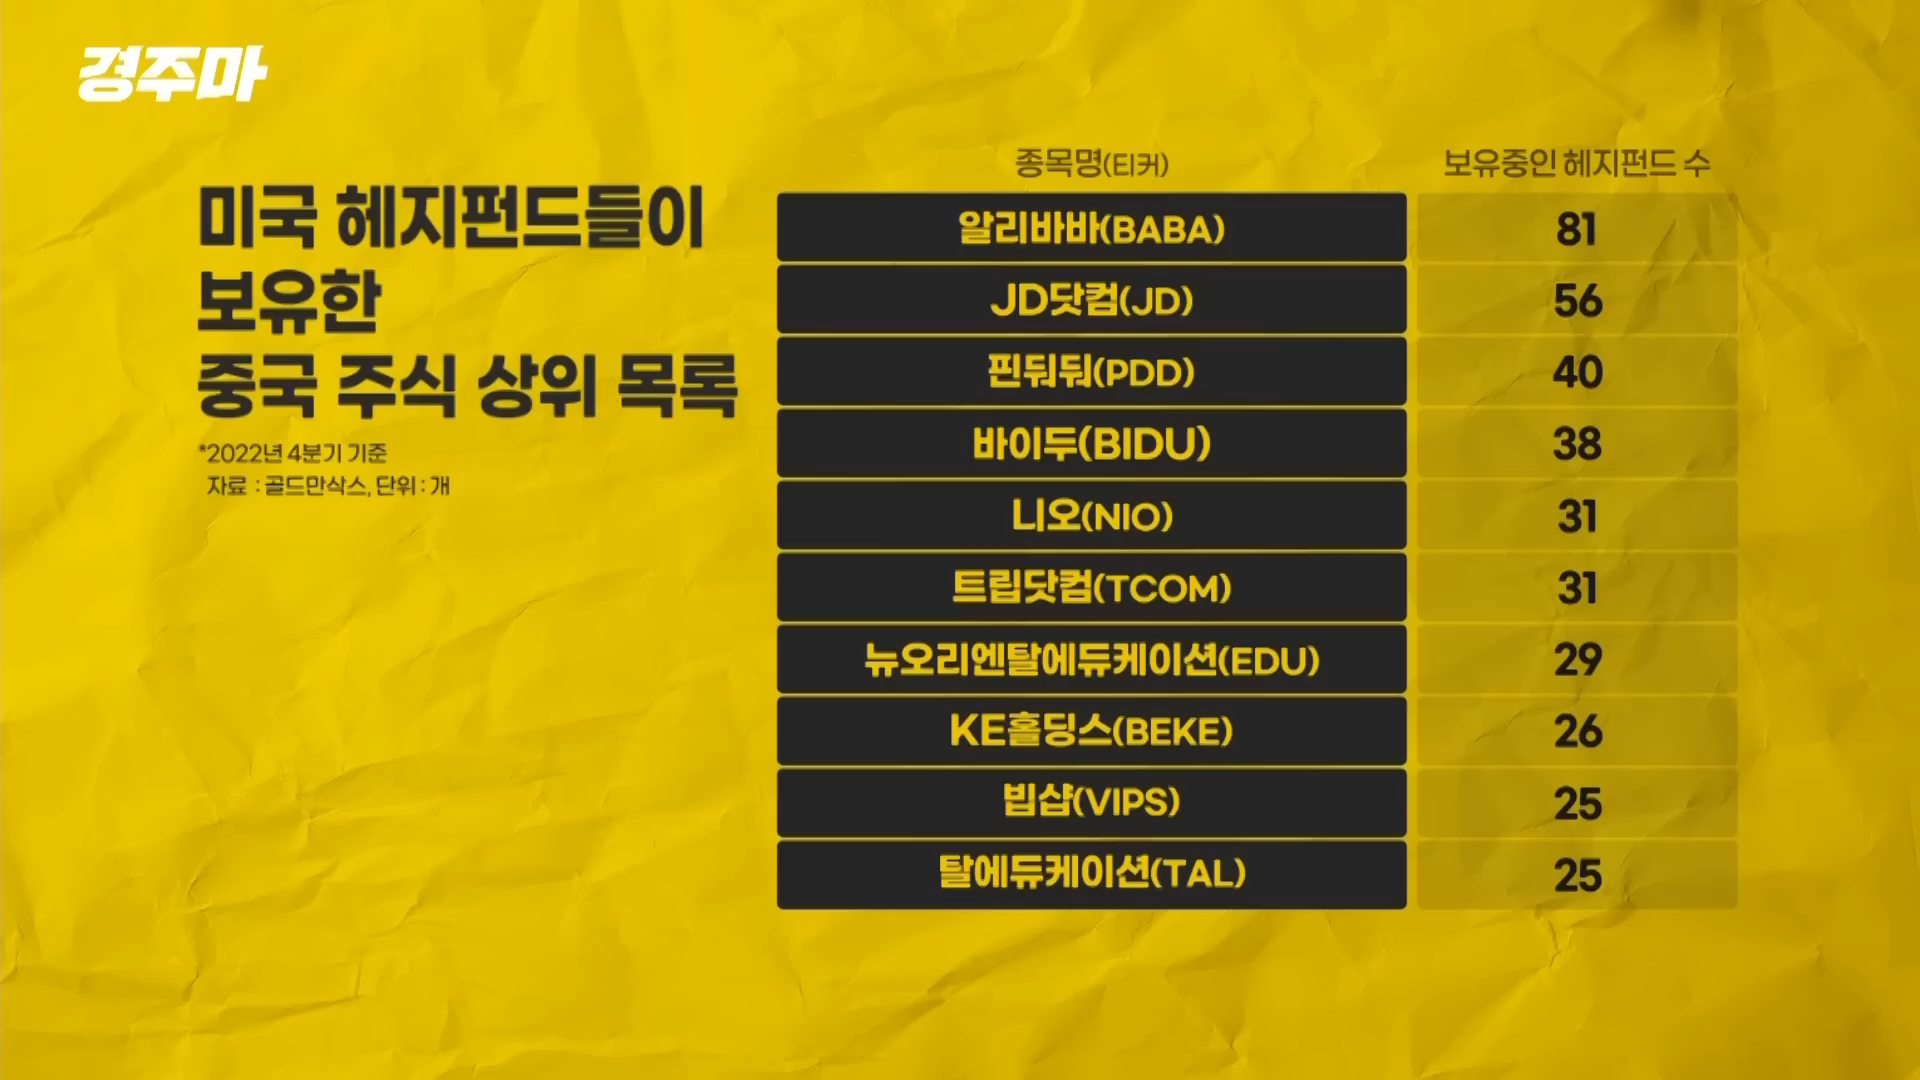 경주마
미국 헤지펀드들이
보유한
중국 주식 상위 목록
*2022년 4분기 기준
자료 : 골드만삭스, 단위 : 개
종목명(티커) 보유중인 헤지펀드 수
알리바바(BABA) 81
JD닷컴(JD) 56
핀둬둬(PDD) 40
바이두(BIDU) 38
니오(NIO) 31
트립닷컴(TCOM) 31
뉴오리엔탈에듀케이션(EDU) 29
KE홀딩스(BEKE) 26
빕샵(VIPS) 25
탈에듀케이션(TAL) 25